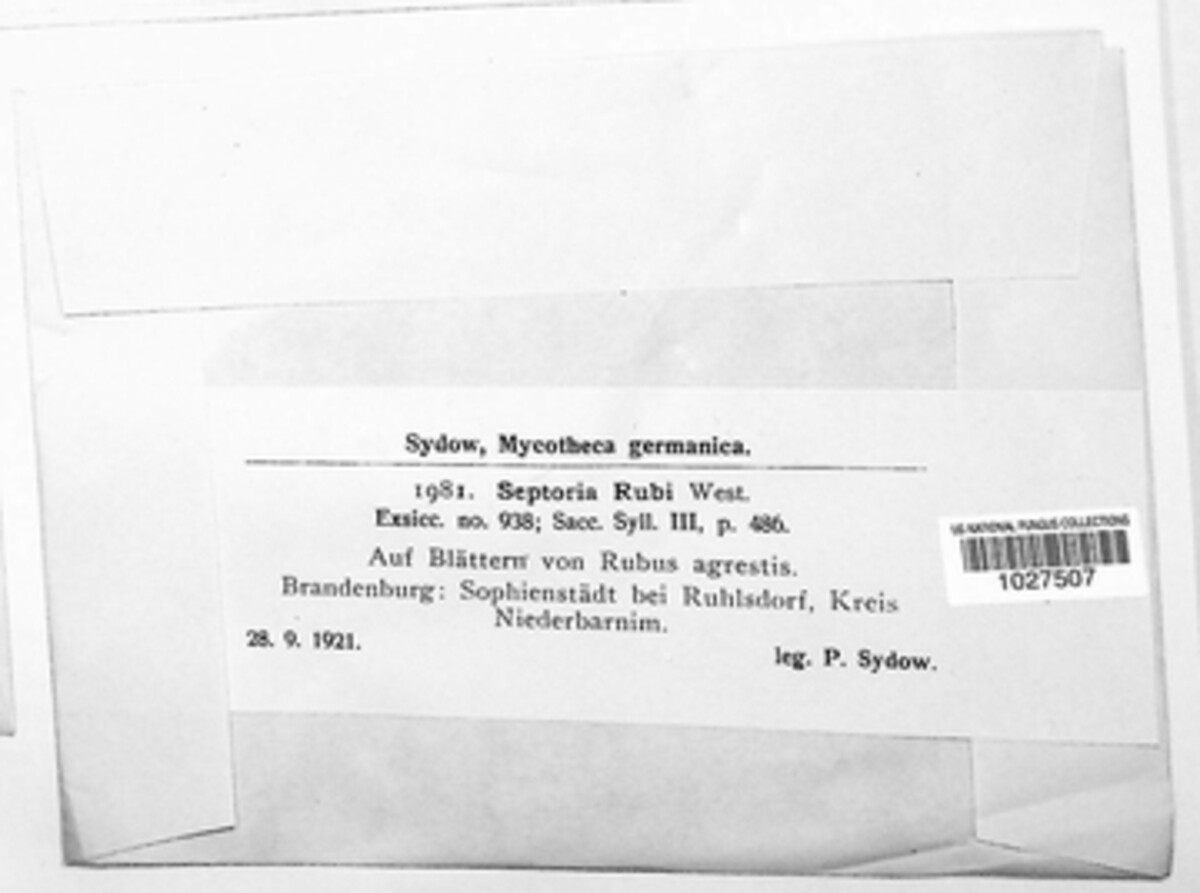 Sydow, Mycotheca germanica.
1981. Septoria Rubi West.
Exsicc. no. 938; Sacc. Syll. III, p. 486.
Auf Blättern von Rubus agrestis.
Brandenburg: Sophienstädt bei Ruhlsdorf, Kreis
Niederbarnim.
28. 9. 1921.
leg. P. Sydow.
US NATIONAL FUNGUS COLLECTIONS
1027507